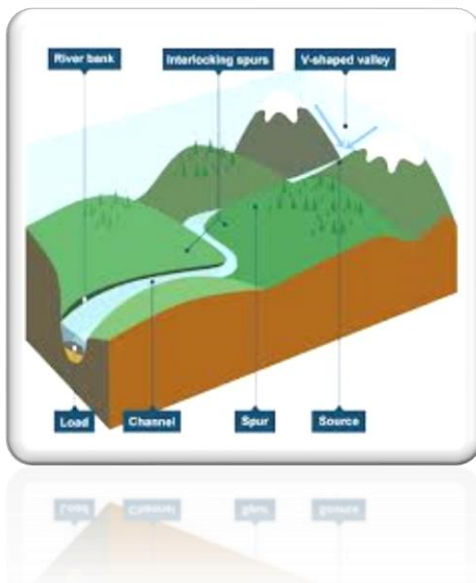 River bank
Interlocking spurs
V-shaped valley
Load
Channel
Spur
Source